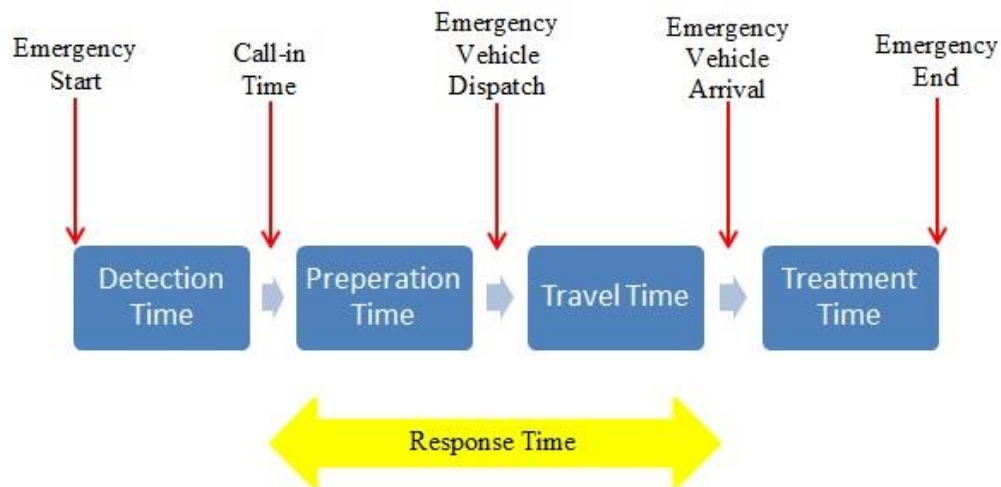 Emergency
Start
Call-in
Time
Emergency
Vehicle
Dispatch
Emergency
Vehicle
Arrival
Emergency
End
Detection
Time
Preperation
Time
Travel Time
Treatment
Time
Response Time